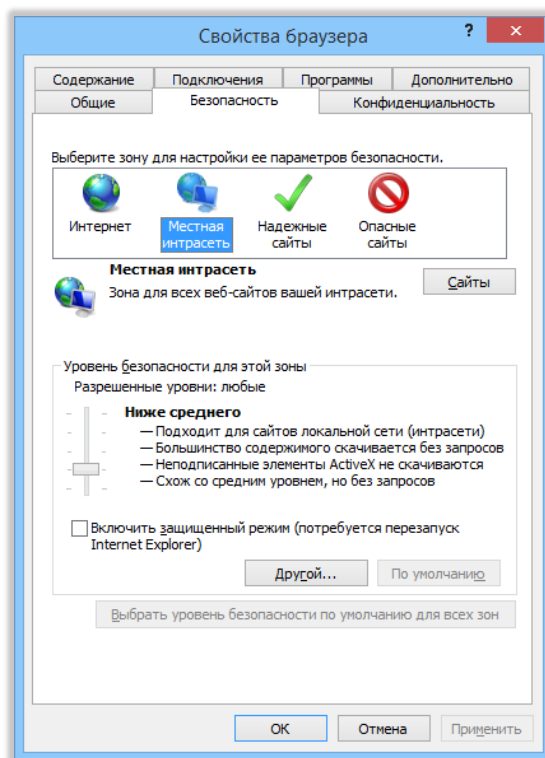 Свойства браузера ? ×
Содержание Подключения Программы Дополнительно
Общие Безопасность Конфиденциальность
Выберите зону для настройки ее параметров безопасности.
Интернет Местная интрасеть Надежные сайты Опасные сайты
Местная интрасеть
Зона для всех веб-сайтов вашей интрасети.
Сайты
Уровень безопасности для этой зоны
Разрешенные уровни: любые
Ниже среднего
— Подходит для сайтов локальной сети (интрасети)
— Большинство содержимого скачивается без запросов
— Неподписанные элементы ActiveX не скачиваются
— Схож со средним уровнем, но без запросов
Включить защищенный режим (потребуется перезапуск
Internet Explorer)
Другой... По умолчанию
Выбрать уровень безопасности по умолчанию для всех зон
ОК Отмена Применить